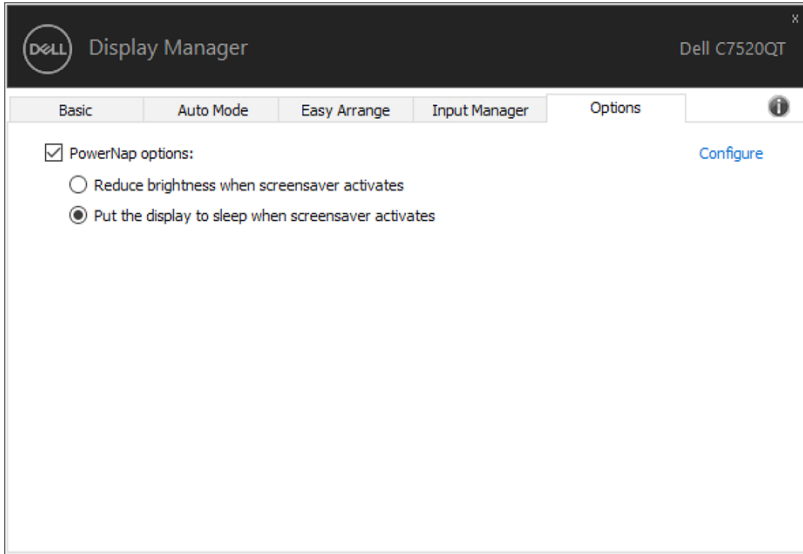 x
DELL Display Manager Dell C7520QT
Basic Auto Mode Easy Arrange Input Manager Options i
PowerNap options: Configure
Reduce brightness when screensaver activates
Put the display to sleep when screensaver activates